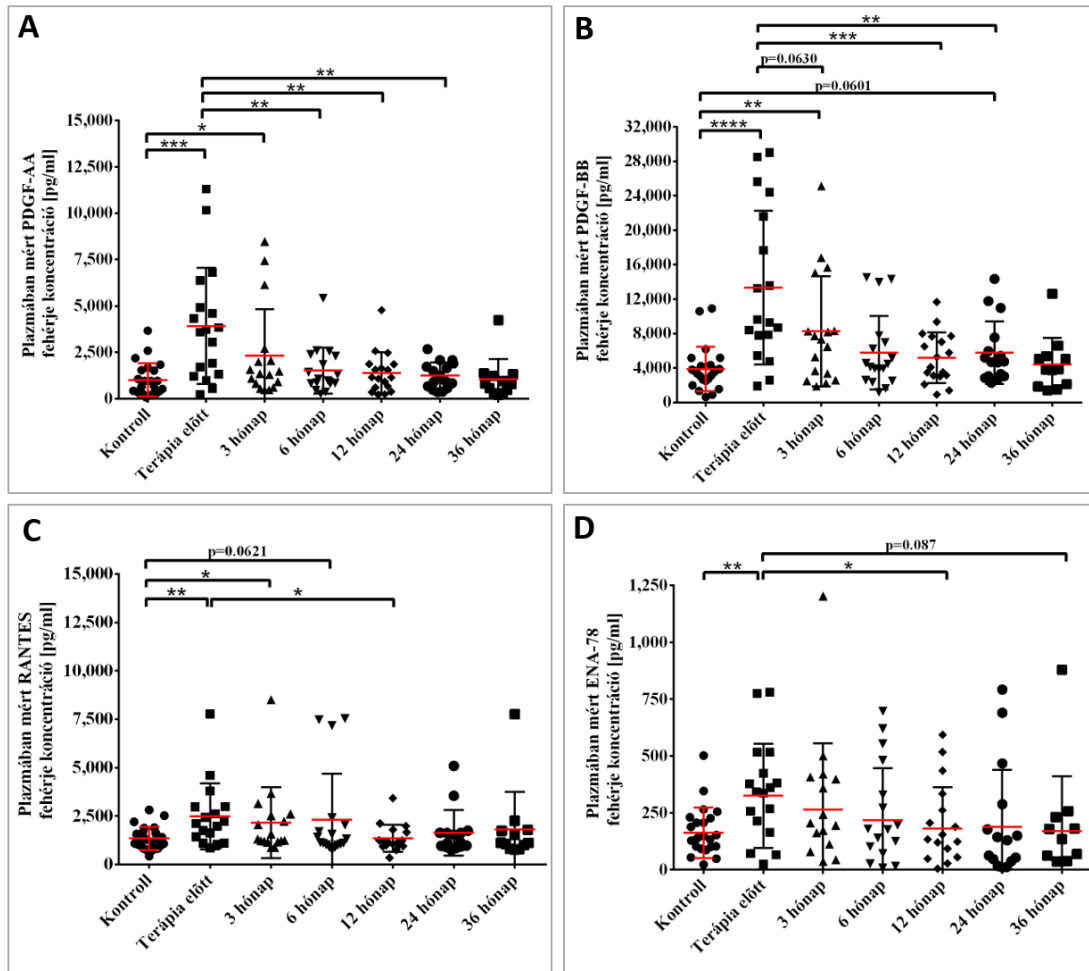 A
**
**
**
*
***
Plazmában mért PDGF-AA
fehérje koncentráció [pg/ml]
15,000
12,500
10,000
7,500
5,000
2,500
0
Kontroll
Terápia előtt
3 hónap
6 hónap
12 hónap
24 hónap
36 hónap
B
**
***
p=0.0630
p=0.0601
**
****
Plazmában mért PDGF-BB
fehérje koncentráció [pg/ml]
32,000
28,000
24,000
20,000
16,000
12,000
8,000
4,000
0
Kontroll
Terápia előtt
3 hónap
6 hónap
12 hónap
24 hónap
36 hónap
C
p=0.0621
*
**
*
Plazmában mért RANTES
fehérje koncentráció [pg/ml]
15,000
12,500
10,000
7,500
5,000
2,500
0
Kontroll
Terápia előtt
3 hónap
6 hónap
12 hónap
24 hónap
36 hónap
D
p=0.087
**
*
Plazmában mért ENA-78
fehérje koncentráció [pg/ml]
1,250
1,000
750
500
250
0
Kontroll
Terápia előtt
3 hónap
6 hónap
12 hónap
24 hónap
36 hónap